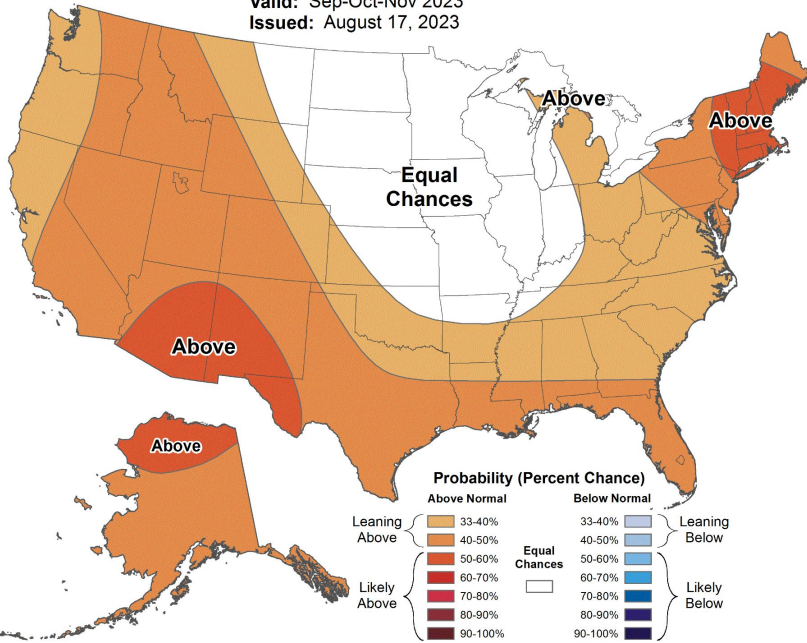 Valid: Sep-Oct-Nov 2023
Issued: August 17, 2023
Above
Above
Equal
Chances
Above
Above
Probability (Percent Chance)
Above Normal
Below Normal
Leaning
Above
33-40%
40-50%
Likely
Above
50-60%
60-70%
70-80%
80-90%
90-100%
Equal
Chances
33-40%
40-50%
Leaning
Below
50-60%
60-70%
70-80%
80-90%
90-100%
Likely
Below